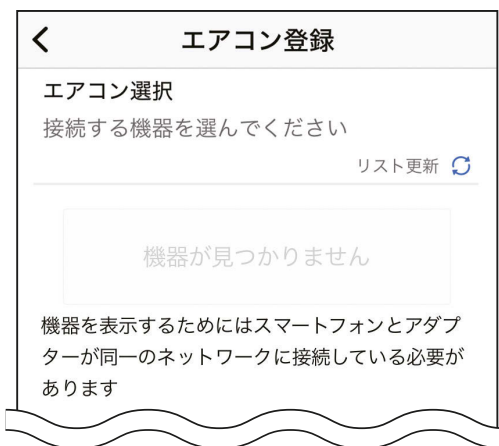 エアコン登録
エアコン選択
接続する機器を選んでください
リスト更新
機器が見つかりません
機器を表示するためにはスマートフォンとアダプ
ターが同一のネットワークに接続している必要が
あります